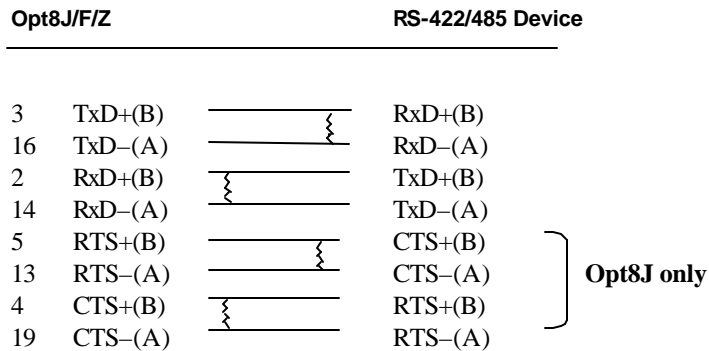 Opt8J/F/Z RS-422/485 Device
3 TxD+(B) RxD+(B)
16 TxD–(A) RxD–(A)
2 RxD+(B) TxD+(B)
14 RxD–(A) TxD–(A)
5 RTS+(B) CTS+(B)
13 RTS–(A) CTS–(A) Opt8J only
4 CTS+(B) RTS+(B)
19 CTS–(A) RTS–(A)